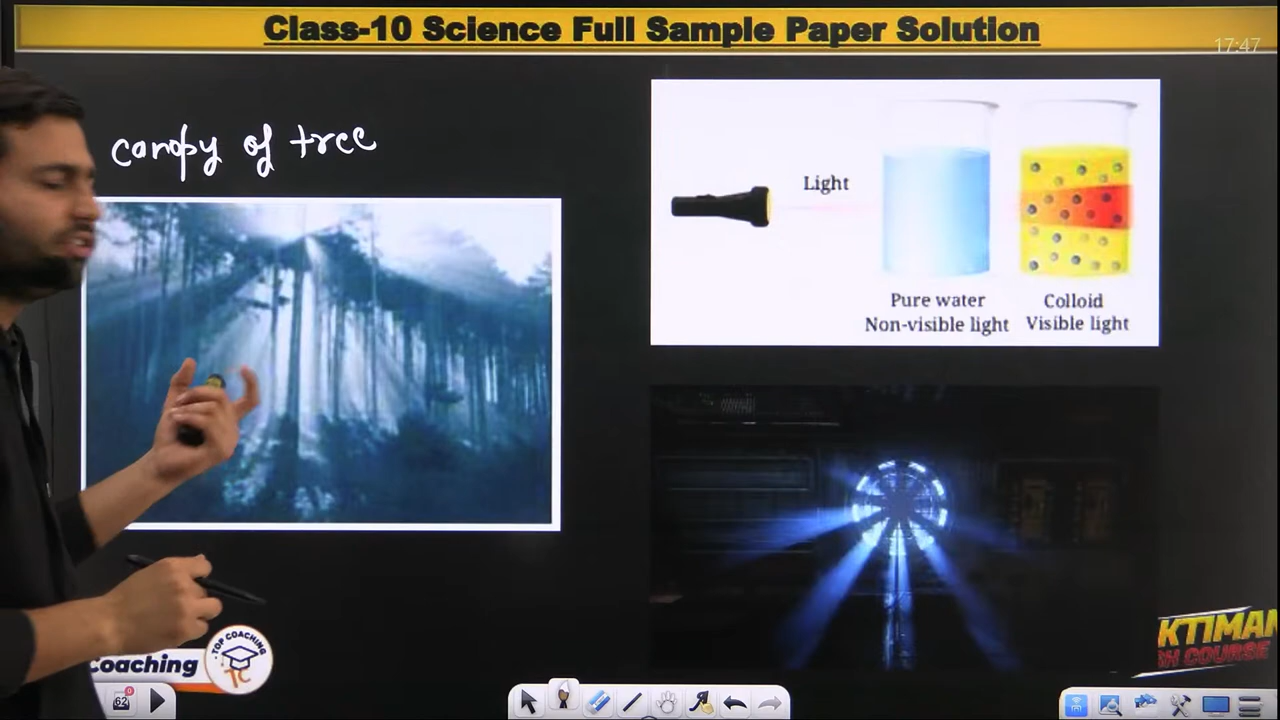 Class-10 Science Full Sample Paper Solution
17:47
canopy of tree
Light
Pure water
Non-visible light
Colloid
Visible light
Coaching
TOP COACHING
TC
KTIMAN
H COURSE
62
0